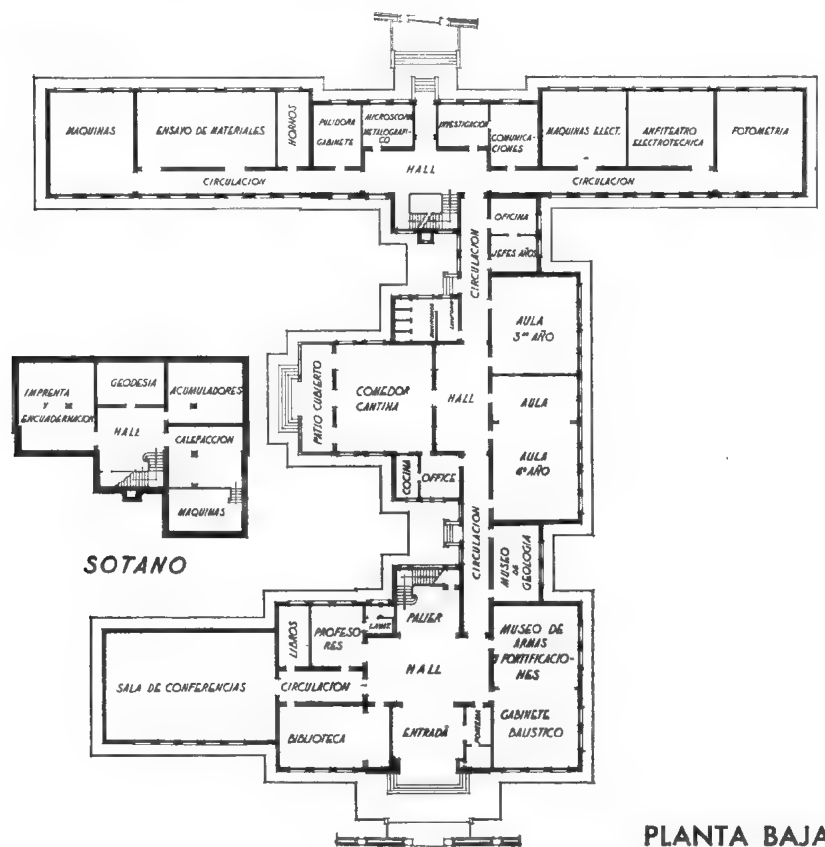 MAQUINAS
ENSAYO DE MATERIALES
HORNOS
PULIDORA
GABINETE
MICROSCOPIA
METALOGRAFI-
CO
INVESTIGACION
COMUNICA-
CIONES
MAQUINAS ELECT.
ANFITEATRO
ELECTROTECNICA
FOTOMETRIA
CIRCULACION
HALL
CIRCULACION
CIRCULACION
OFICINA
JEFES AÑOS
AULA
3er AÑO
PATIO CUBIERTO
COMEDOR
CANTINA
HALL
AULA
AULA
4º AÑO
COCINA
OFFICE
CIRCULACION
MUSEO
DE
GEOLOGIA
IMPRENTA
Y
ENCUADERNACION
GEODESIA
ACUMULADORES
HALL
CALEFACCION
MAQUINAS
SOTANO
LIBROS
PROFESO-
RES
PALIER
MUSEO DE
ARMAS
Y FORTIFICACIO-
NES
SALA DE CONFERENCIAS
CIRCULACION
HALL
BIBLIOTECA
ENTRADA
PORTERIA
GABINETE
BALISTICO
PLANTA BAJA